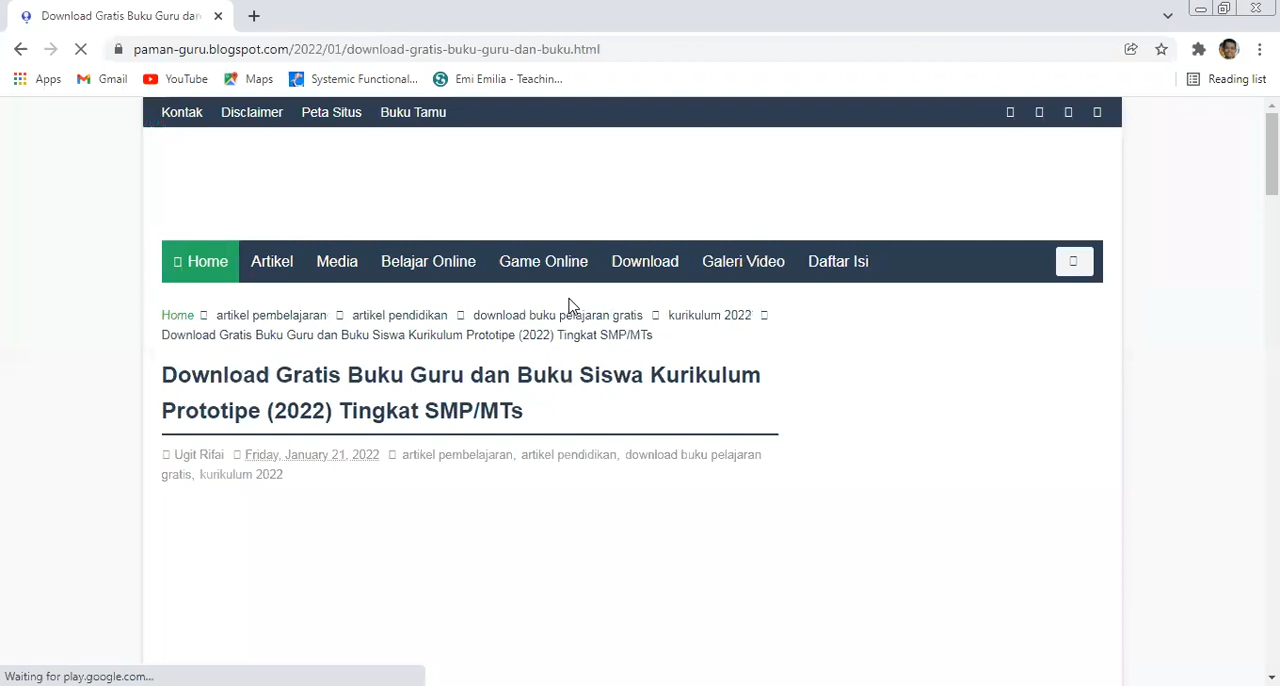 Download Gratis Buku Guru dan
paman-guru.blogspot.com/2022/01/download-gratis-buku-guru-dan-buku.html
Apps Gmail YouTube Maps Systemic Functional... Emi Emilia - Teachin... Reading list
Kontak Disclaimer Peta Situs Buku Tamu
Home Artikel Media Belajar Online Game Online Download Galeri Video Daftar Isi
Home artikel pembelajaran artikel pendidikan download buku pelajaran gratis kurikulum 2022
Download Gratis Buku Guru dan Buku Siswa Kurikulum Prototipe (2022) Tingkat SMP/MTs
Download Gratis Buku Guru dan Buku Siswa Kurikulum
Prototipe (2022) Tingkat SMP/MTs
Ugit Rifai Friday, January 21, 2022 artikel pembelajaran, artikel pendidikan, download buku pelajaran
gratis, kurikulum 2022
Waiting for play.google.com...